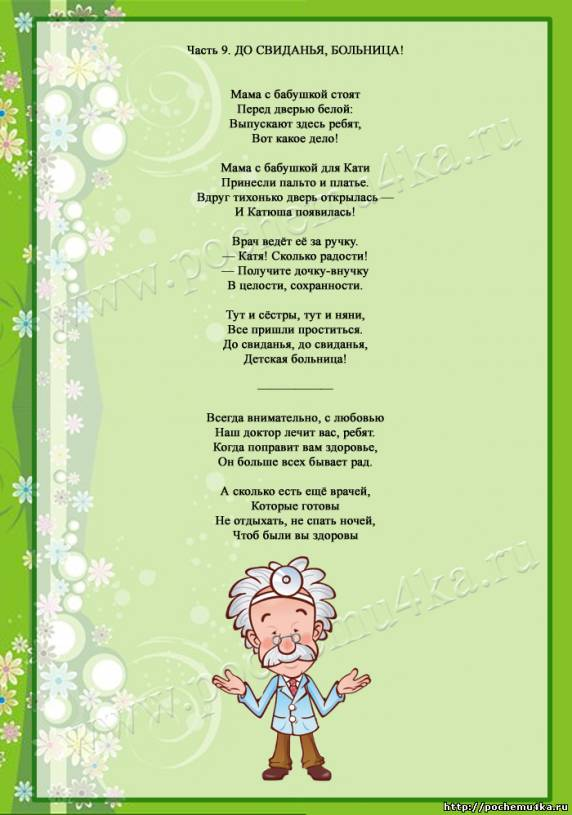 Часть 9. ДО СВИДАНЬЯ, БОЛЬНИЦА!
Мама с бабушкой стоят
Перед дверью белой:
Выпускают здесь ребят,
Вот какое дело!
Мама с бабушкой для Кати
Принесли пальто и платье.
Вдруг тихонько дверь открылась —
И Катюша появилась!
Врач ведёт её за ручку.
— Катя! Сколько радости!
— Получите дочку-внучку
В целости, сохранности.
Тут и сёстры, тут и няни,
Все пришли проститься.
До свиданья, до свиданья,
Детская больница!
Всегда внимательно, с любовью
Наш доктор лечит вас, ребят.
Когда поправит вам здоровье,
Он больше всех бывает рад.
А сколько есть ещё врачей,
Которые готовы
Не отдыхать, не спать ночей,
Чтоб были вы здоровы
www.pochemu4ka.ru
www.pochemu4ka.ru
http://pochemu4ka.ru